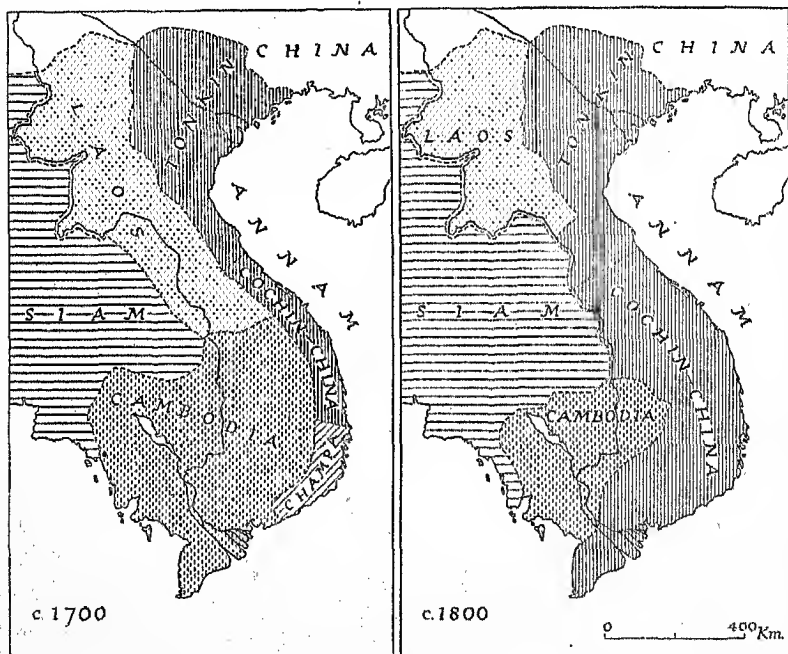 CHINA
TONKIN
LAOS
ANNAM
SIAM
COCHIN-CHINA
CAMBODIA
CHAMPA
c.1700
CHINA
TONKIN
LAOS
ANNAM
SIAM
COCHIN-CHINA
CAMBODIA
c.1800
0 400 Km.